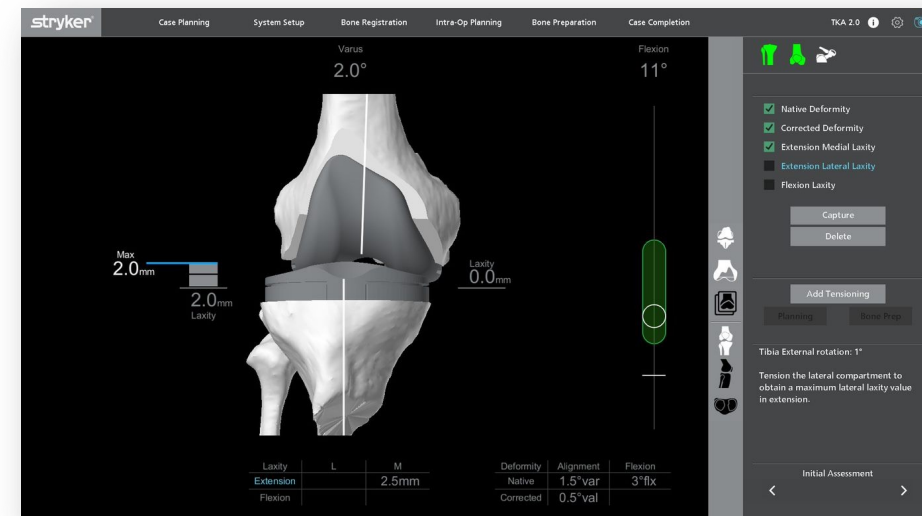 stryker
Case Planning
System Setup
Bone Registration
Intra-Op Planning
Bone Preparation
Case Completion
TKA 2.0
Varus
2.0°
Flexion
11°
Native Deformity
Corrected Deformity
Extension Medial Laxity
Extension Lateral Laxity
Flexion Laxity
Capture
Delete
Max
2.0mm
2.0mm
Laxity
Laxity
0.0mm
Add Tensioning
Planning
Bone Prep
Tibia External rotation: 1°
Tension the lateral compartment to
obtain a maximum lateral laxity value
in extension.
Laxity L M
Extension 2.5mm
Flexion
Deformity Alignment Flexion
Native 1.5°var 3°flx
Corrected 0.5°val
Initial Assessment